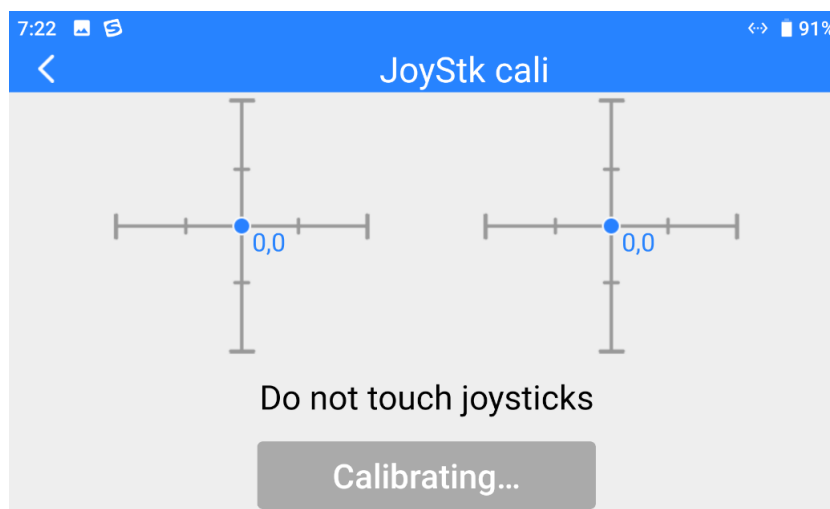 7:22 91%
JoyStk cali
0,0 0,0
Do not touch joysticks
Calibrating...